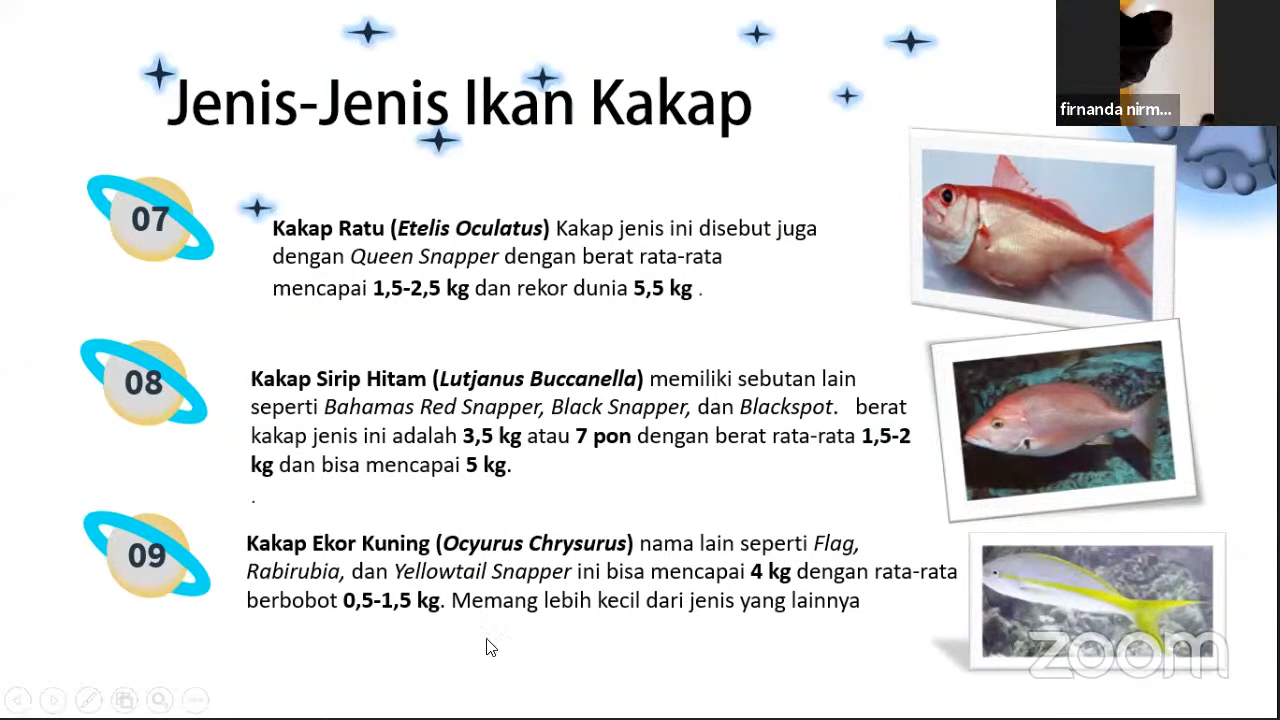 firnanda nirm...
Jenis-Jenis Ikan Kakap
07
Kakap Ratu (Etelis Oculatus) Kakap jenis ini disebut juga
dengan Queen Snapper dengan berat rata-rata
mencapai 1,5-2,5 kg dan rekor dunia 5,5 kg .
08
Kakap Sirip Hitam (Lutjanus Buccanella) memiliki sebutan lain
seperti Bahamas Red Snapper, Black Snapper, dan Blackspot. berat
kakap jenis ini adalah 3,5 kg atau 7 pon dengan berat rata-rata 1,5-2
kg dan bisa mencapai 5 kg.
.
09
Kakap Ekor Kuning (Ocyurus Chrysurus) nama lain seperti Flag,
Rabirubia, dan Yellowtail Snapper ini bisa mencapai 4 kg dengan rata-rata
berbobot 0,5-1,5 kg. Memang lebih kecil dari jenis yang lainnya
zoom